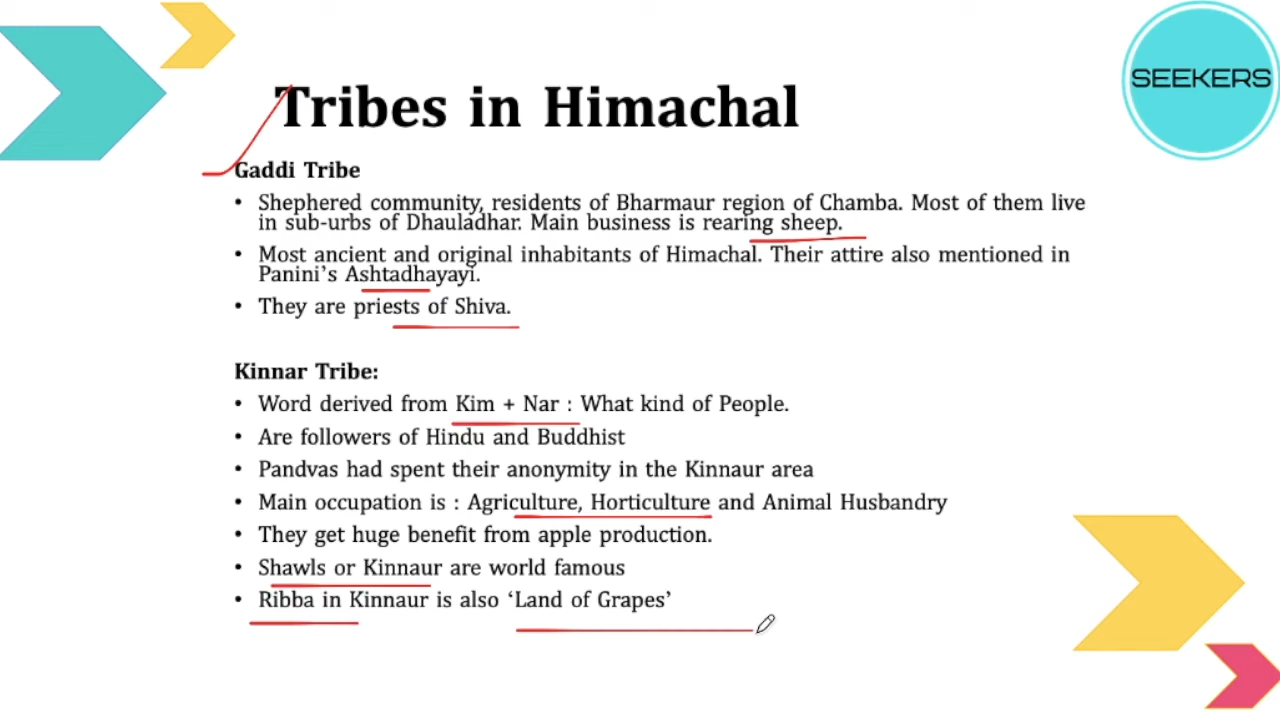 SEEKERS
Tribes in Himachal
Gaddi Tribe
• Shephered community, residents of Bharmaur region of Chamba. Most of them live
in sub-urbs of Dhauladhar. Main business is rearing sheep.
• Most ancient and original inhabitants of Himachal. Their attire also mentioned in
Panini’s Ashtadhayayi.
• They are priests of Shiva.
Kinnar Tribe:
• Word derived from Kim + Nar : What kind of People.
• Are followers of Hindu and Buddhist
• Pandvas had spent their anonymity in the Kinnaur area
• Main occupation is : Agriculture, Horticulture and Animal Husbandry
• They get huge benefit from apple production.
• Shawls or Kinnaur are world famous
• Ribba in Kinnaur is also ‘Land of Grapes’